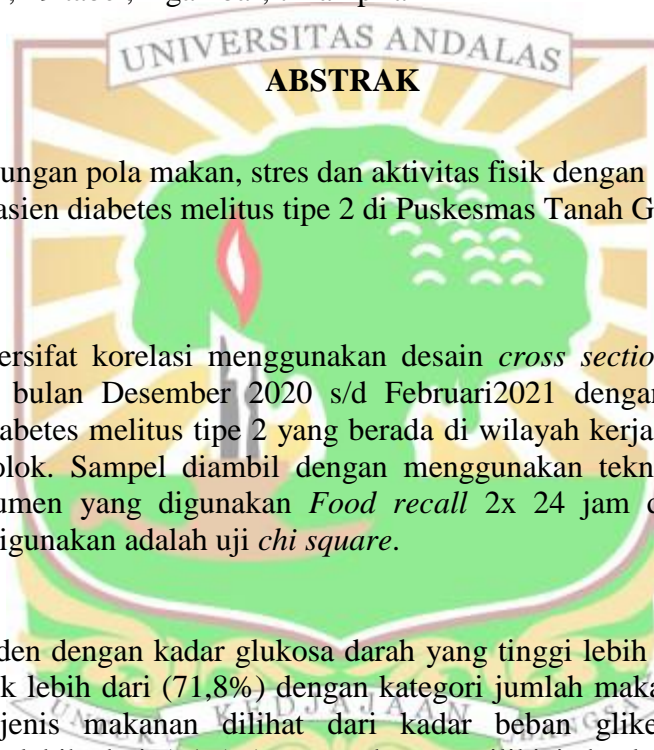 UNIVERSITAS ANDALAS
ABSTRAK
ungan pola makan, stres dan aktivitas fisik dengan
asien diabetes melitus tipe 2 di Puskesmas Tanah G
ersifat korelasi menggunakan desain cross sectio
bulan Desember 2020 s/d Februari2021 dengan
abetes melitus tipe 2 yang berada di wilayah kerja
olok. Sampel diambil dengan menggunakan tekn
umen yang digunakan Food recall 2x 24 jam d
igunakan adalah uji chi square.
den dengan kadar glukosa darah yang tinggi lebih
k lebih dari (71,8%) dengan kategori jumlah maka
jenis makanan dilihat dari kadar beban glike
KEDJAJAAN